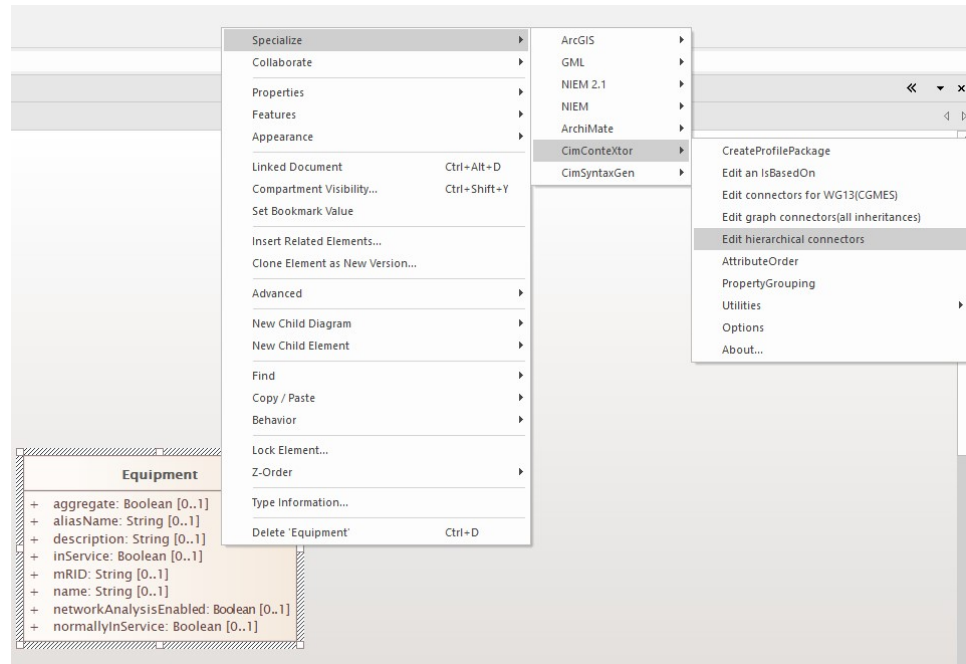 Specialize
Collaborate
Properties
Features
Appearance
Linked Document Ctrl+Alt+D
Compartment Visibility... Ctrl+Shift+Y
Set Bookmark Value
Insert Related Elements...
Clone Element as New Version...
Advanced
New Child Diagram
New Child Element
Find
Copy / Paste
Behavior
Lock Element...
Z-Order
Type Information...
Delete 'Equipment' Ctrl+D
ArcGIS
GML
NIEM 2.1
NIEM
ArchiMate
CimConteXtor
CimSyntaxGen
CreateProfilePackage
Edit an IsBasedOn
Edit connectors for WG13(CGMES)
Edit graph connectors(all inheritances)
Edit hierarchical connectors
AttributeOrder
PropertyGrouping
Utilities
Options
About...
Equipment
+ aggregate: Boolean [0..1]
+ aliasName: String [0..1]
+ description: String [0..1]
+ inService: Boolean [0..1]
+ mRID: String [0..1]
+ name: String [0..1]
+ networkAnalysisEnabled: Boolean [0..1]
+ normallyInService: Boolean [0..1]